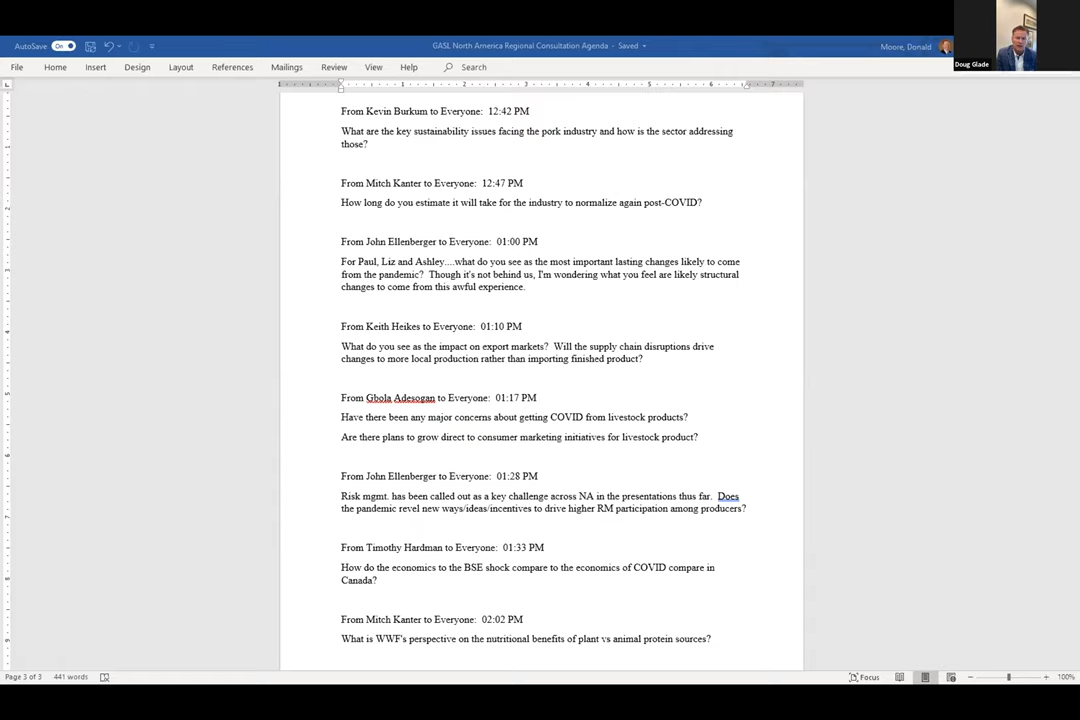 AutoSave On
GASL North America Regional Consultation Agenda - Saved
Moore, Donald
Doug Glade
File Home Insert Design Layout References Mailings Review View Help Search
From Kevin Burkum to Everyone: 12:42 PM
What are the key sustainability issues facing the pork industry and how is the sector addressing
those?
From Mitch Kanter to Everyone: 12:47 PM
How long do you estimate it will take for the industry to normalize again post-COVID?
From John Ellenberger to Everyone: 01:00 PM
For Paul, Liz and Ashley....what do you see as the most important lasting changes likely to come
from the pandemic? Though it's not behind us, I'm wondering what you feel are likely structural
changes to come from this awful experience.
From Keith Heikes to Everyone: 01:10 PM
What do you see as the impact on export markets? Will the supply chain disruptions drive
changes to more local production rather than importing finished product?
From Gbola Adesogan to Everyone: 01:17 PM
Have there been any major concerns about getting COVID from livestock products?
Are there plans to grow direct to consumer marketing initiatives for livestock product?
From John Ellenberger to Everyone: 01:28 PM
Risk mgmt. has been called out as a key challenge across NA in the presentations thus far. Does
the pandemic revel new ways/ideas/incentives to drive higher RM participation among producers?
From Timothy Hardman to Everyone: 01:33 PM
How do the economics to the BSE shock compare to the economics of COVID compare in
Canada?
From Mitch Kanter to Everyone: 02:02 PM
What is WWF's perspective on the nutritional benefits of plant vs animal protein sources?
Page 3 of 3 441 words Focus 100%